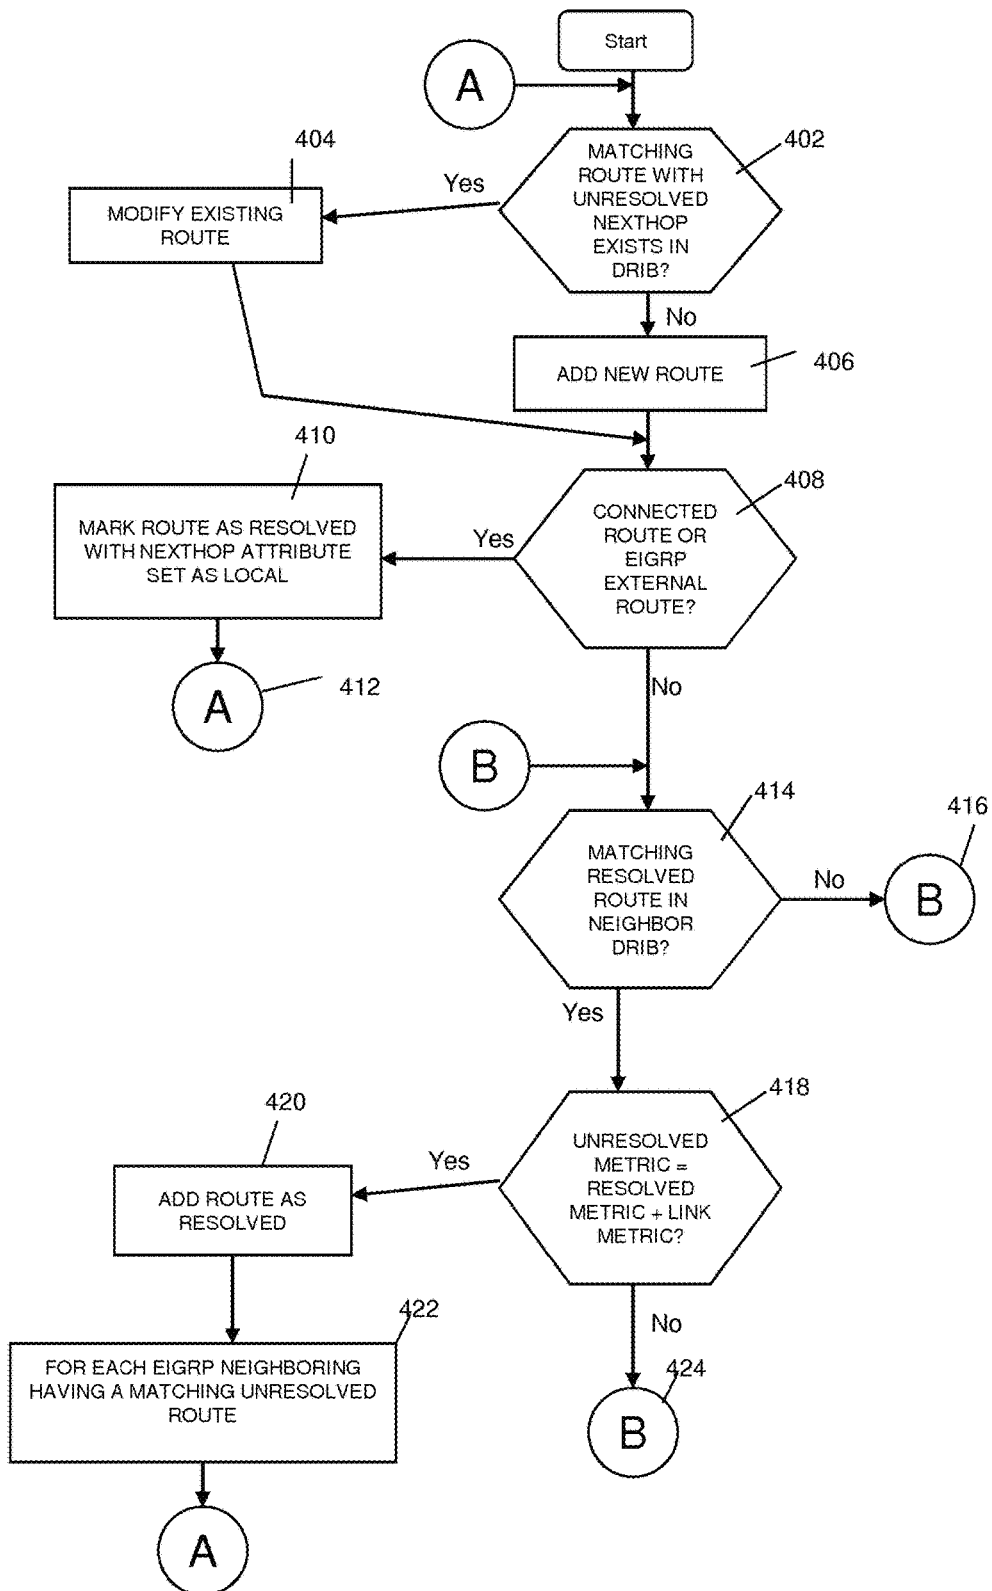 Start
A
402
404
MATCHING
ROUTE WITH
UNRESOLVED
NEXTHOP
EXISTS IN
DRIB?
Yes
MODIFY EXISTING
ROUTE
No
ADD NEW ROUTE
406
410
408
CONNECTED
ROUTE OR
EIGRP
EXTERNAL
ROUTE?
Yes
MARK ROUTE AS RESOLVED
WITH NEXTHOP ATTRIBUTE
SET AS LOCAL
A
412
No
B
414
416
MATCHING
RESOLVED
ROUTE IN
NEIGHBOR
DRIB?
No
B
Yes
418
420
UNRESOLVED
METRIC =
RESOLVED
METRIC + LINK
METRIC?
Yes
ADD ROUTE AS
RESOLVED
422
No
FOR EACH EIGRP NEIGHBORING
HAVING A MATCHING UNRESOLVED
ROUTE
424
B
A